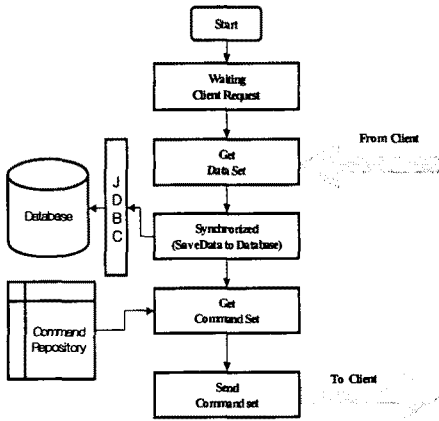 Start
Waiting
Client Request
Get
Data Set
From Client
J
D
B
C
Database
Synchronized
(SaveData to Database)
Get
Command Set
Command
Repository
Send
Command set
To Client